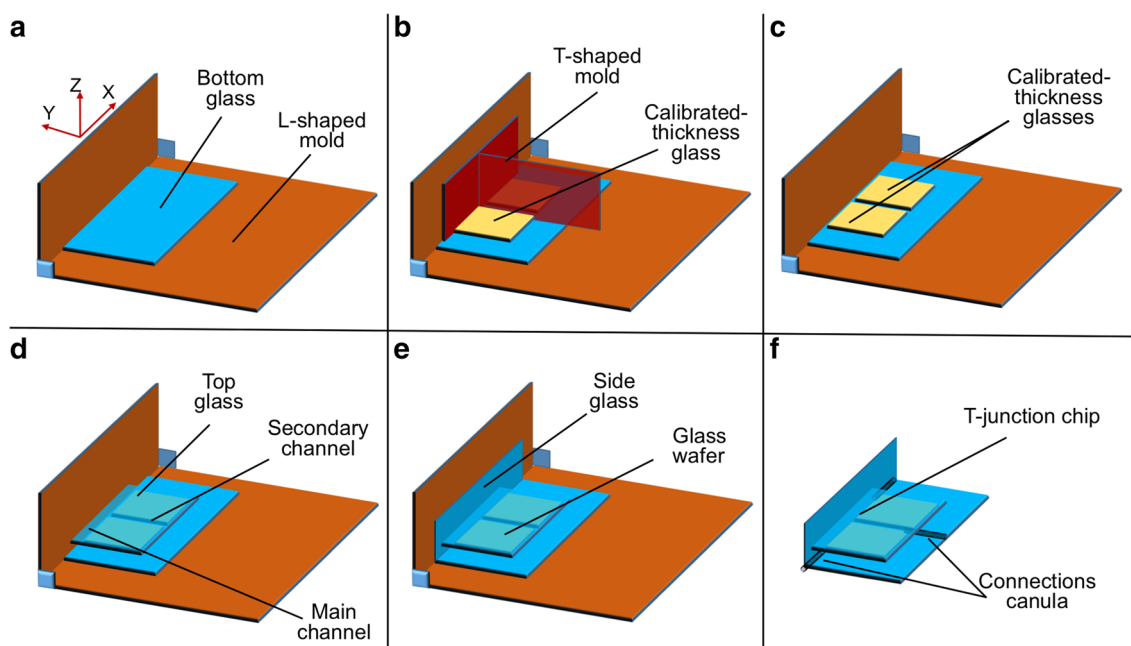 a
Z
X
Y
Bottom
glass
L-shaped
mold
b
T-shaped
mold
Calibrated-
thickness
glass
c
Calibrated-
thickness
glasses
d
Top
glass
Secondary
channel
Main
channel
e
Side
glass
Glass
wafer
f
T-junction chip
Connections
canula